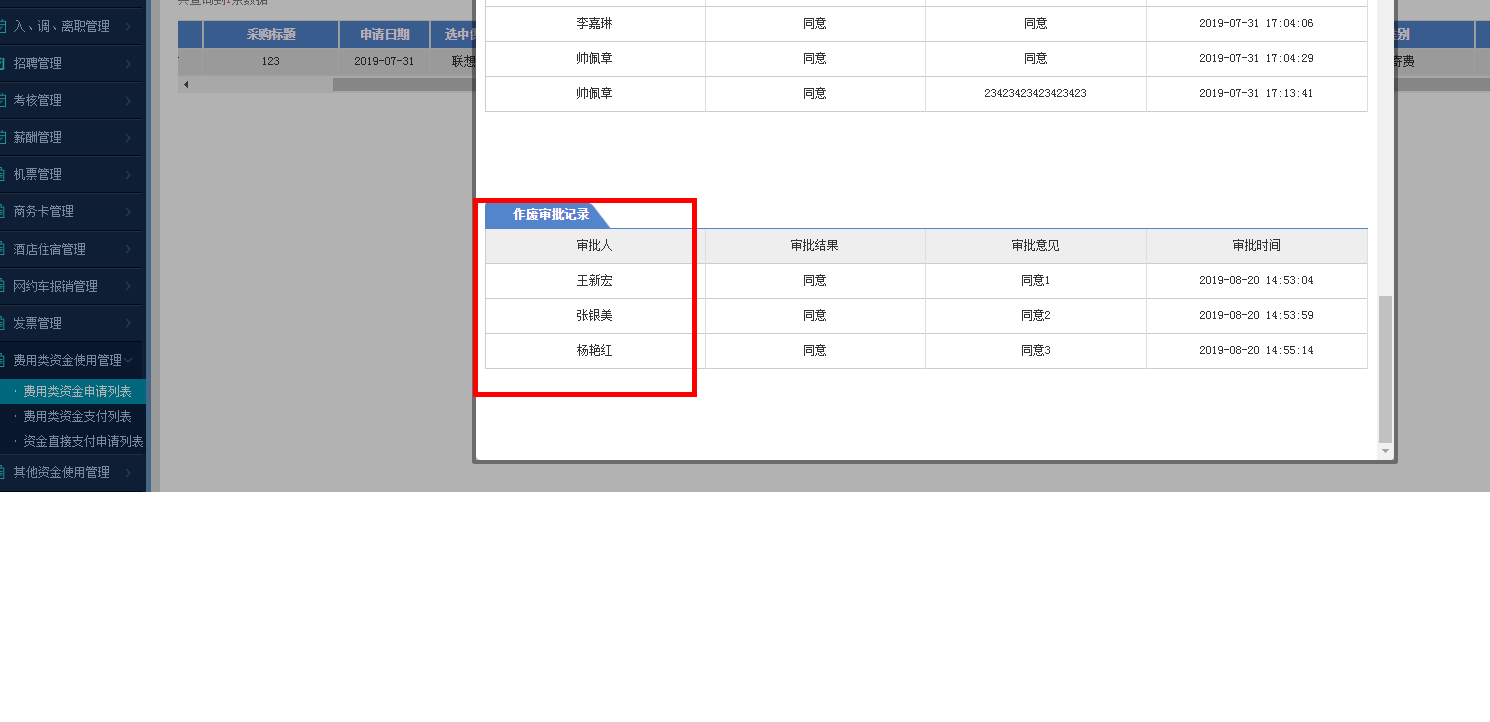 入、调、离职管理
招聘管理
考核管理
薪酬管理
机票管理
商务卡管理
酒店住宿管理
网约车报销管理
发票管理
费用类资金使用管理
· 费用类资金申请列表
· 费用类资金支付列表
· 资金直接支付申请列表
其他资金使用管理
共查询到1条数据
采购标题 申请日期 选中
123 2019-07-31 联想
别
寄费
李嘉琳 同意 同意 2019-07-31 17:04:06
帅佩章 同意 同意 2019-07-31 17:04:29
帅佩章 同意 23423423423423423 2019-07-31 17:13:41
作废审批记录
审批人 审批结果 审批意见 审批时间
王新宏 同意 同意1 2019-08-20 14:53:04
张银美 同意 同意2 2019-08-20 14:53:59
杨艳红 同意 同意3 2019-08-20 14:55:14